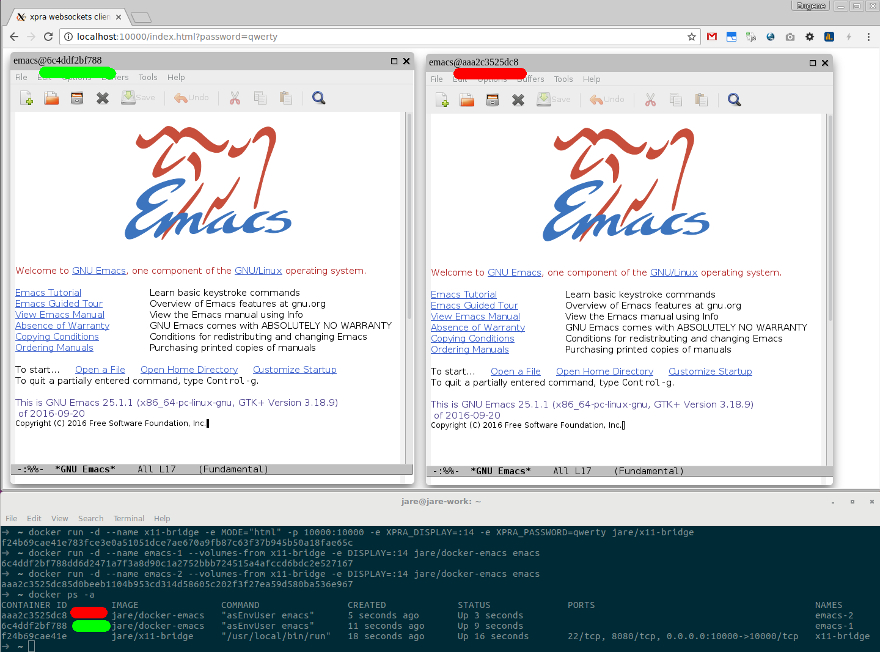 Eugene
xpra websockets clien
localhost:10000/index.html?password=qwerty
emacs@6c4ddf2bf788
File Edit Options Buffers Tools Help
Save Undo
Emacs
Welcome to GNU Emacs, one component of the GNU/Linux operating system.
Emacs Tutorial Learn basic keystroke commands
Emacs Guided Tour Overview of Emacs features at gnu.org
View Emacs Manual View the Emacs manual using Info
Absence of Warranty GNU Emacs comes with ABSOLUTELY NO WARRANTY
Copying Conditions Conditions for redistributing and changing Emacs
Ordering Manuals Purchasing printed copies of manuals
To start... Open a File Open Home Directory Customize Startup
To quit a partially entered command, type Control-g.
This is GNU Emacs 25.1.1 (x86_64-pc-linux-gnu, GTK+ Version 3.18.9)
of 2016-09-20
Copyright (C) 2016 Free Software Foundation, Inc.
-:%%- *GNU Emacs* All L17 (Fundamental)
emacs@aaa2c3525dc8
File Edit Options Buffers Tools Help
Save Undo
Emacs
Welcome to GNU Emacs, one component of the GNU/Linux operating system.
Emacs Tutorial Learn basic keystroke commands
Emacs Guided Tour Overview of Emacs features at gnu.org
View Emacs Manual View the Emacs manual using Info
Absence of Warranty GNU Emacs comes with ABSOLUTELY NO WARRANTY
Copying Conditions Conditions for redistributing and changing Emacs
Ordering Manuals Purchasing printed copies of manuals
To start... Open a File Open Home Directory Customize Startup
To quit a partially entered command, type Control-g.
This is GNU Emacs 25.1.1 (x86_64-pc-linux-gnu, GTK+ Version 3.18.9)
of 2016-09-20
Copyright (C) 2016 Free Software Foundation, Inc.
-:%%- *GNU Emacs* All L17 (Fundamental)
jare@jare-work: ~
File Edit View Search Terminal Help
→ ~ docker run -d --name x11-bridge -e MODE="html" -p 10000:10000 -e XPRA_DISPLAY=:14 -e XPRA_PASSWORD=qwerty jare/x11-bridge
f24b69cae41e783fce3e0a51051dce7ae670a9fb87c63f37b945b50a18fae65c
→ ~ docker run -d --name emacs-1 --volumes-from x11-bridge -e DISPLAY=:14 jare/docker-emacs emacs
6c4ddf2bf788dd6d2471a7f3a8d90c1a2752bbb724515a4afccd6bdc2e527167
→ ~ docker run -d --name emacs-2 --volumes-from x11-bridge -e DISPLAY=:14 jare/docker-emacs emacs
aaa2c3525dc85d0beeb1104b953cd314d58605c202f3f27ea59d580ba536e967
→ ~ docker ps -a
CONTAINER ID IMAGE COMMAND CREATED STATUS PORTS NAMES
aaa2c3525dc8 jare/docker-emacs "asEnvUser emacs" 5 seconds ago Up 3 seconds emacs-2
6c4ddf2bf788 jare/docker-emacs "asEnvUser emacs" 11 seconds ago Up 9 seconds emacs-1
f24b69cae41e jare/x11-bridge "/usr/local/bin/run" 18 seconds ago Up 16 seconds 22/tcp, 8080/tcp, 0.0.0.0:10000->10000/tcp x11-bridge
→ ~